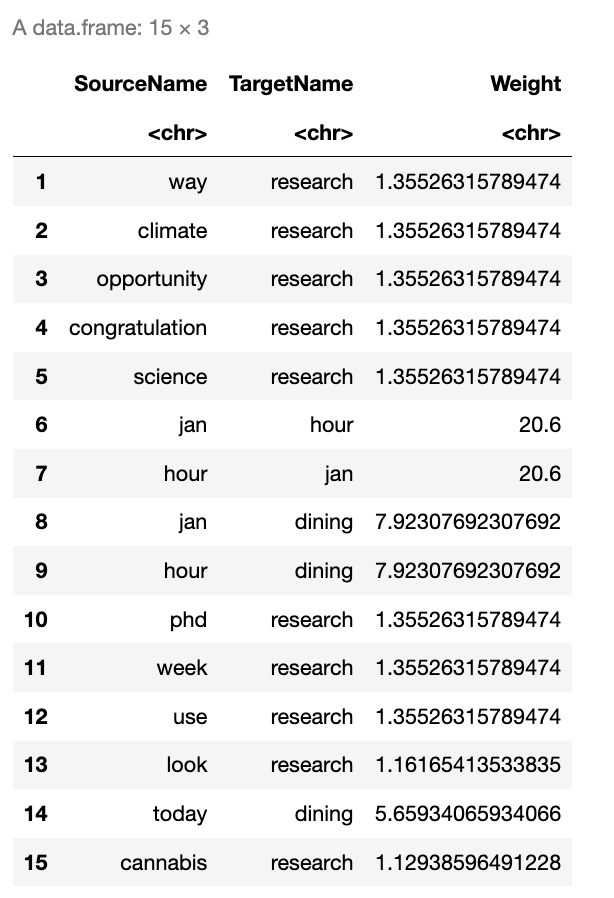 A data.frame: 15 × 3
SourceName TargetName Weight
<chr> <chr> <chr>
1 way research 1.35526315789474
2 climate research 1.35526315789474
3 opportunity research 1.35526315789474
4 congratulation research 1.35526315789474
5 science research 1.35526315789474
6 jan hour 20.6
7 hour jan 20.6
8 jan dining 7.92307692307692
9 hour dining 7.92307692307692
10 phd research 1.35526315789474
11 week research 1.35526315789474
12 use research 1.35526315789474
13 look research 1.16165413533835
14 today dining 5.65934065934066
15 cannabis research 1.12938596491228